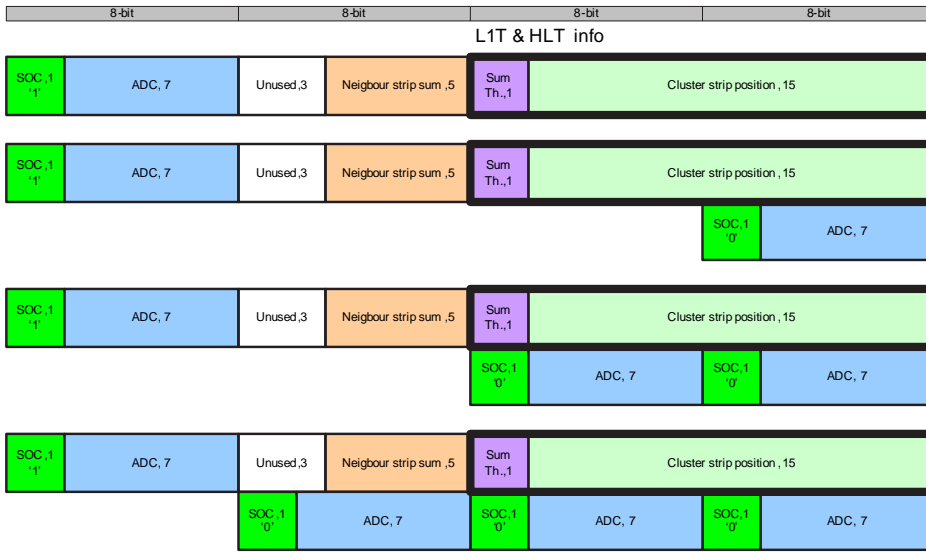 8-bit 8-bit 8-bit 8-bit
L1T & HLT info
SOC,1 '1' ADC, 7 Unused,3 Neigbour strip sum ,5 Sum Th.,1 Cluster strip position , 15
SOC,1 '1' ADC, 7 Unused,3 Neigbour strip sum ,5 Sum Th.,1 Cluster strip position , 15
SOC,1 '0' ADC, 7
SOC,1 '1' ADC, 7 Unused,3 Neigbour strip sum ,5 Sum Th.,1 Cluster strip position , 15
SOC,1 '0' ADC, 7 SOC,1 '0' ADC, 7
SOC,1 '1' ADC, 7 Unused,3 Neigbour strip sum ,5 Sum Th.,1 Cluster strip position , 15
SOC,1 '0' ADC, 7 SOC,1 '0' ADC, 7 SOC,1 '0' ADC, 7